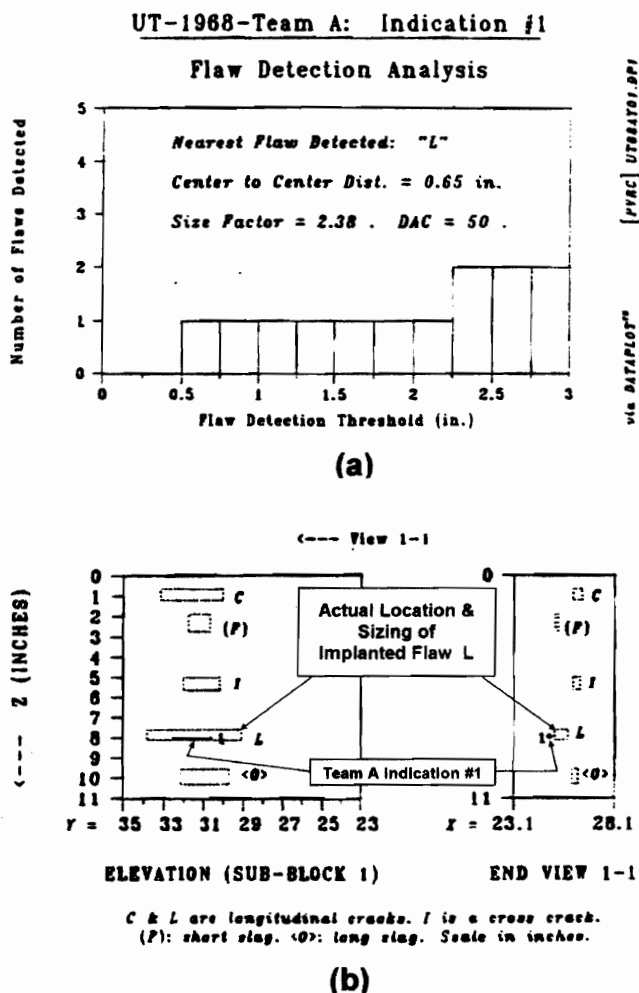 UT-1968-Team A: Indication #1
Flaw Detection Analysis
Number of Flaws Detected
5
4
3
2
1
0
Nearest Flaw Detected: "L"
Center to Center Dist. = 0.65 in.
Size Factor = 2.38 . DAC = 50 .
0 0.5 1 1.5 2 2.5 3
Flaw Detection Threshold (in.)
via DATAPLOT
(a)
<--- View 1-1
<--- Z (INCHES)
0
1
2
3
4
5
6
7
8
9
10
11
C
(F)
I
1 L
<O>
Actual Location &
Sizing of
Implanted Flaw L
Team A Indication #1
Y = 35 33 31 29 27 25 23
0
C
(F)
I
1 L
<O>
11
X = 23.1 28.1
ELEVATION (SUB-BLOCK 1)
END VIEW 1-1
C & L are longitudinal cracks. I is a cross crack.
(F): short slag. <O>: long slag. Scale in inches.
(b)